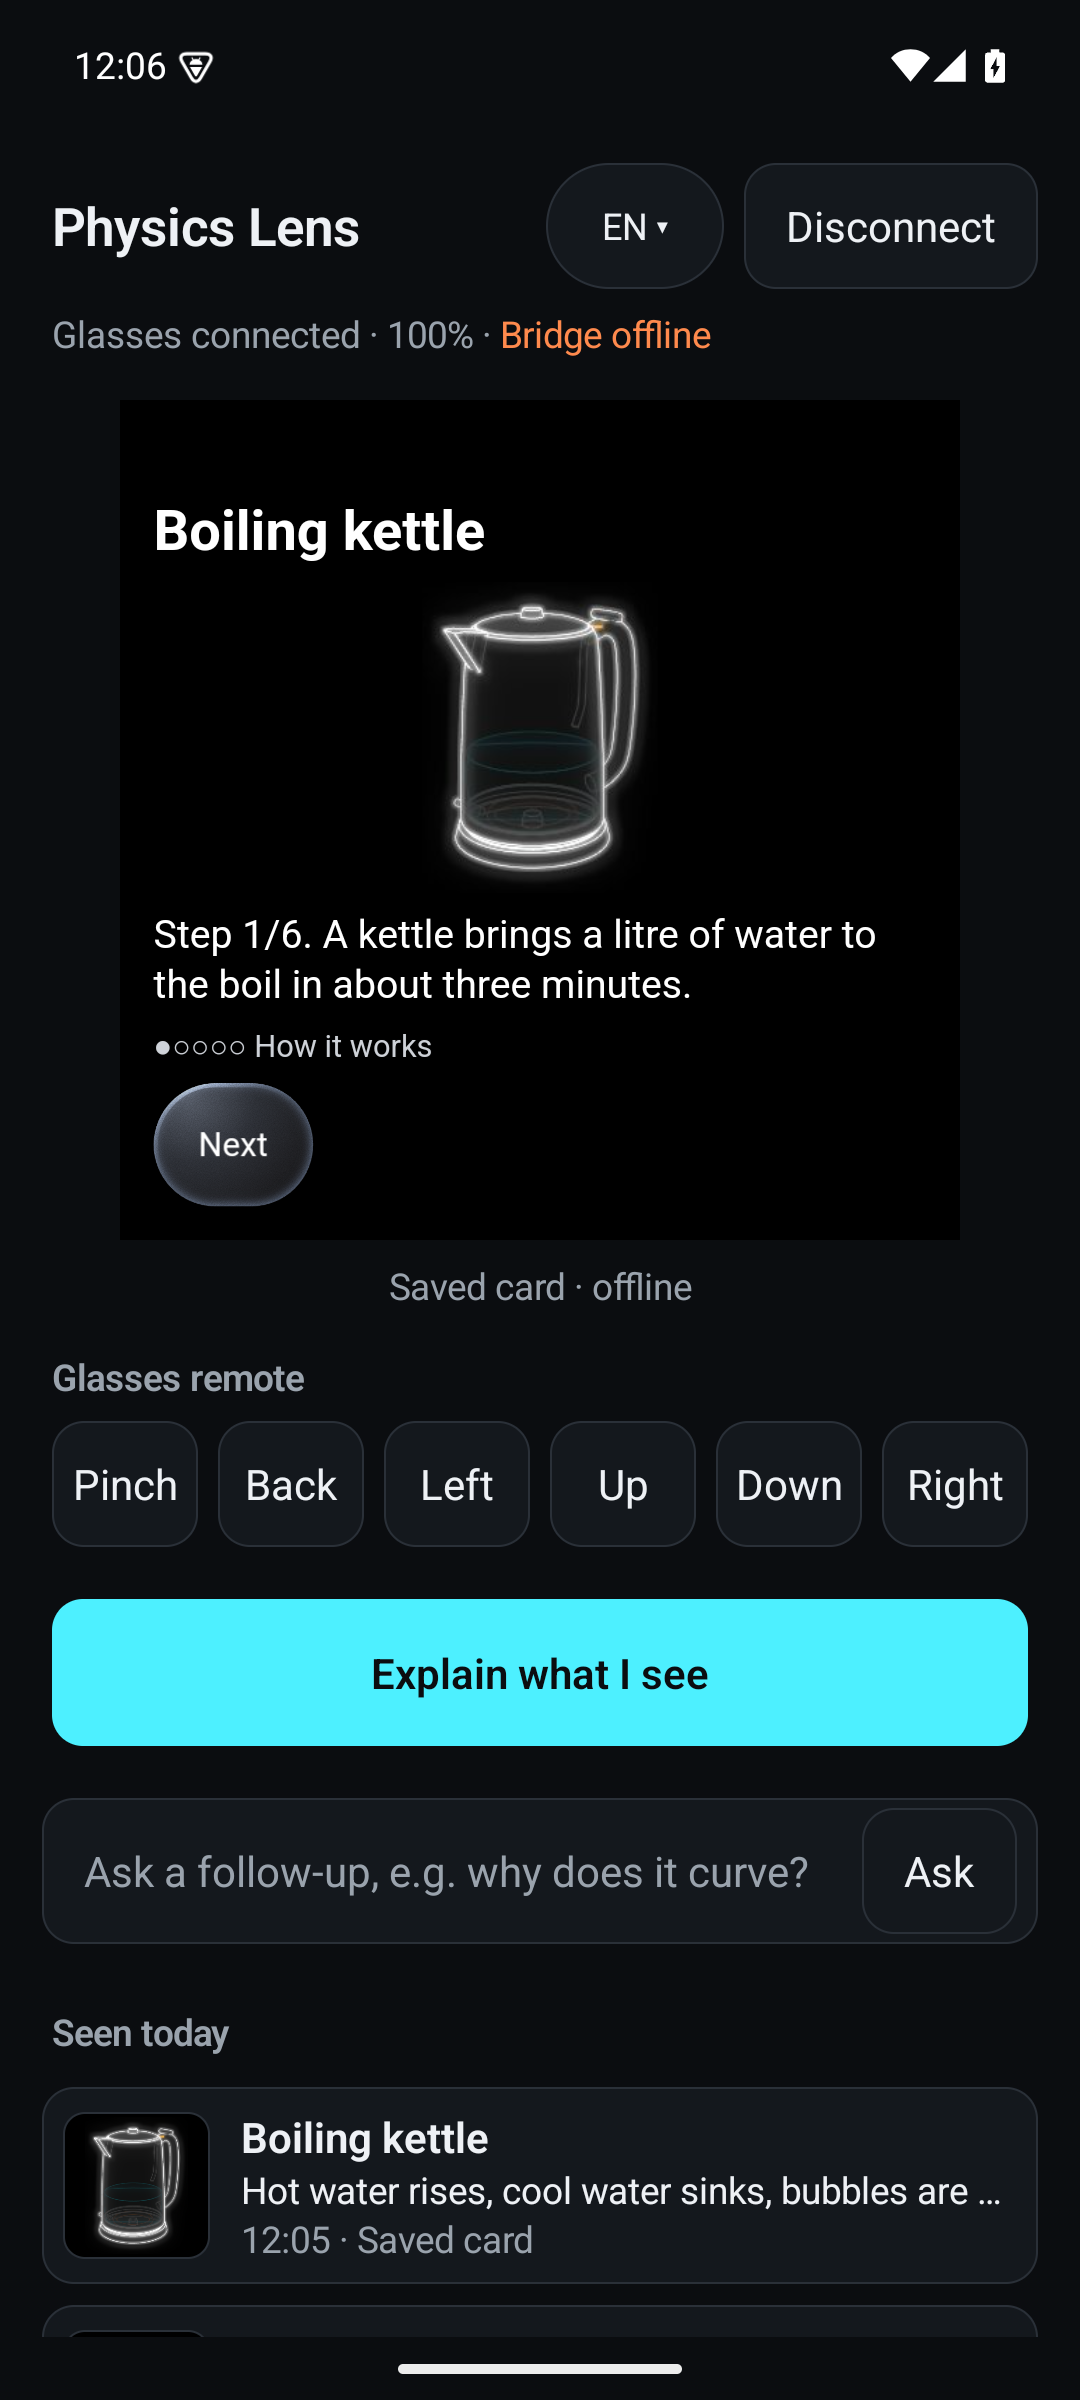 12:06
Physics Lens
EN ▾
Disconnect
Glasses connected · 100% · Bridge offline
Boiling kettle
Step 1/6. A kettle brings a litre of water to
the boil in about three minutes.
●○○○○ How it works
Next
Saved card · offline
Glasses remote
Pinch
Back
Left
Up
Down
Right
Explain what I see
Ask a follow-up, e.g. why does it curve?
Ask
Seen today
Boiling kettle
Hot water rises, cool water sinks, bubbles are ...
12:05 · Saved card